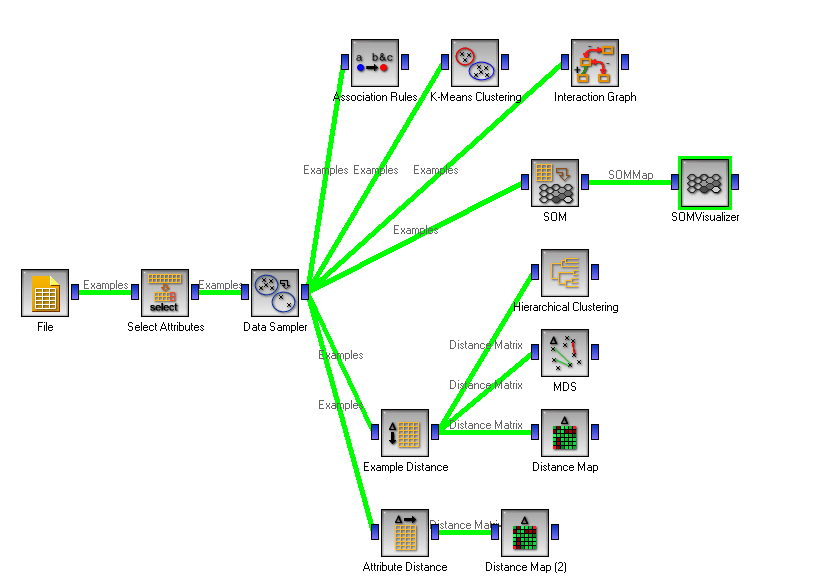 a b&c
Association Rules
K-Means Clustering
Interaction Graph
Examples
Examples
Examples
SOMMap
SOM
SOMVisualizer
Examples
Examples
Examples
select
File
Select Attributes
Data Sampler
Hierarchical Clustering
Distance Matrix
Examples
MDS
Distance Matrix
Examples
Distance Matrix
Example Distance
Distance Map
Distance Matrix
Attribute Distance
Distance Map (2)